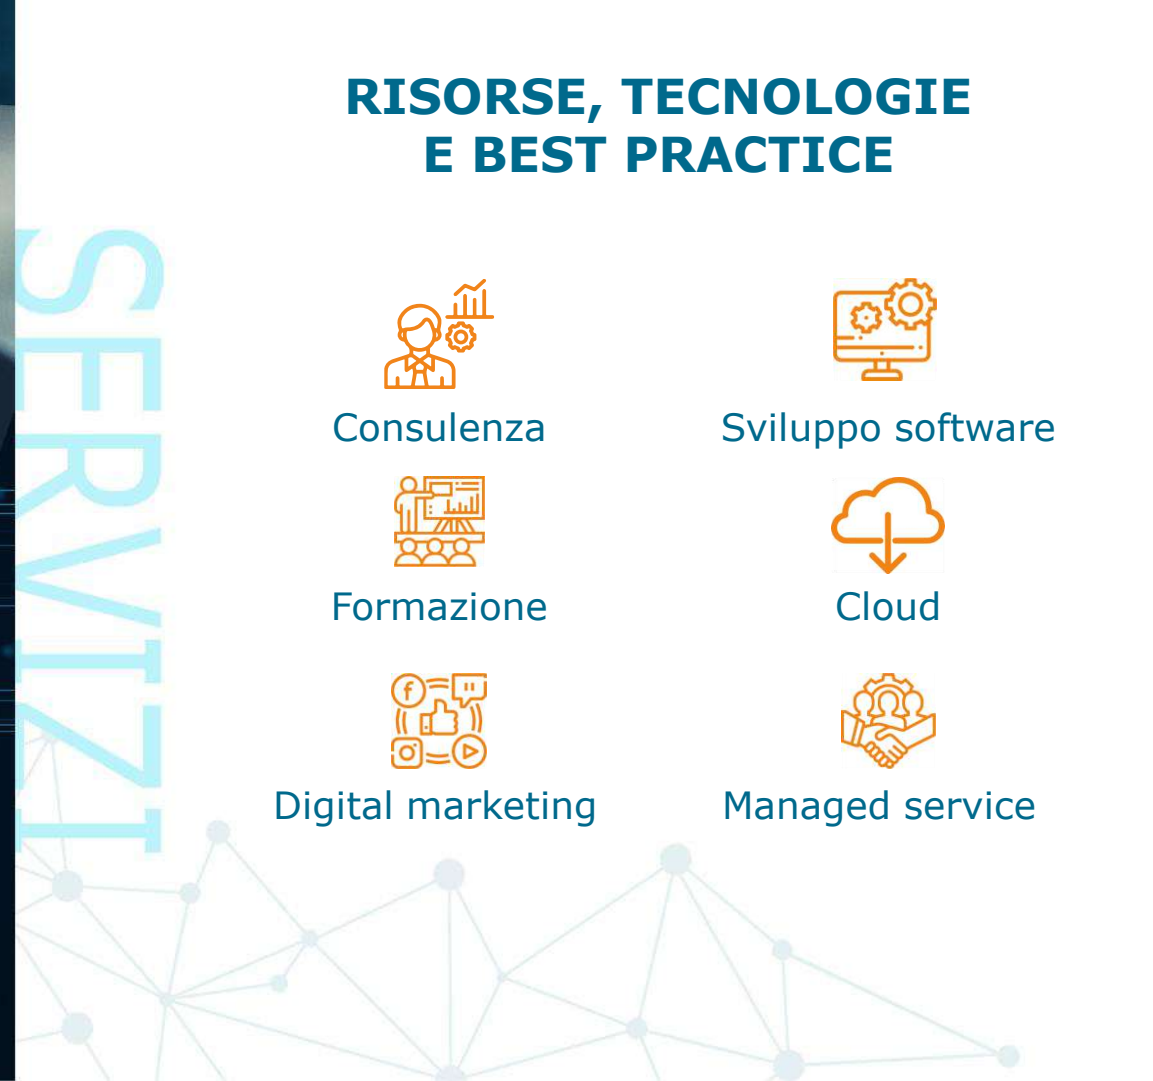 RISORSE, TECNOLOGIE
E BEST PRACTICE
SERVIZI
Consulenza
Sviluppo software
Formazione
Cloud
Digital marketing
Managed service